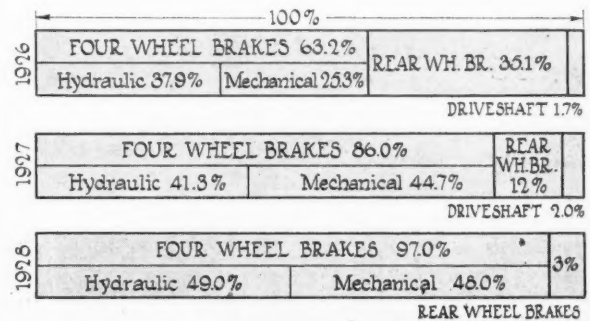 100%
1926
FOUR WHEEL BRAKES 63.2%
REAR WH. BR. 35.1%
Hydraulic 37.9%
Mechanical 25.3%
DRIVESHAFT 1.7%
1927
FOUR WHEEL BRAKES 86.0%
REAR
WH.BR.
12%
Hydraulic 41.3%
Mechanical 44.7%
DRIVESHAFT 2.0%
1928
FOUR WHEEL BRAKES 97.0%
3%
Hydraulic 49.0%
Mechanical 48.0%
REAR WHEEL BRAKES